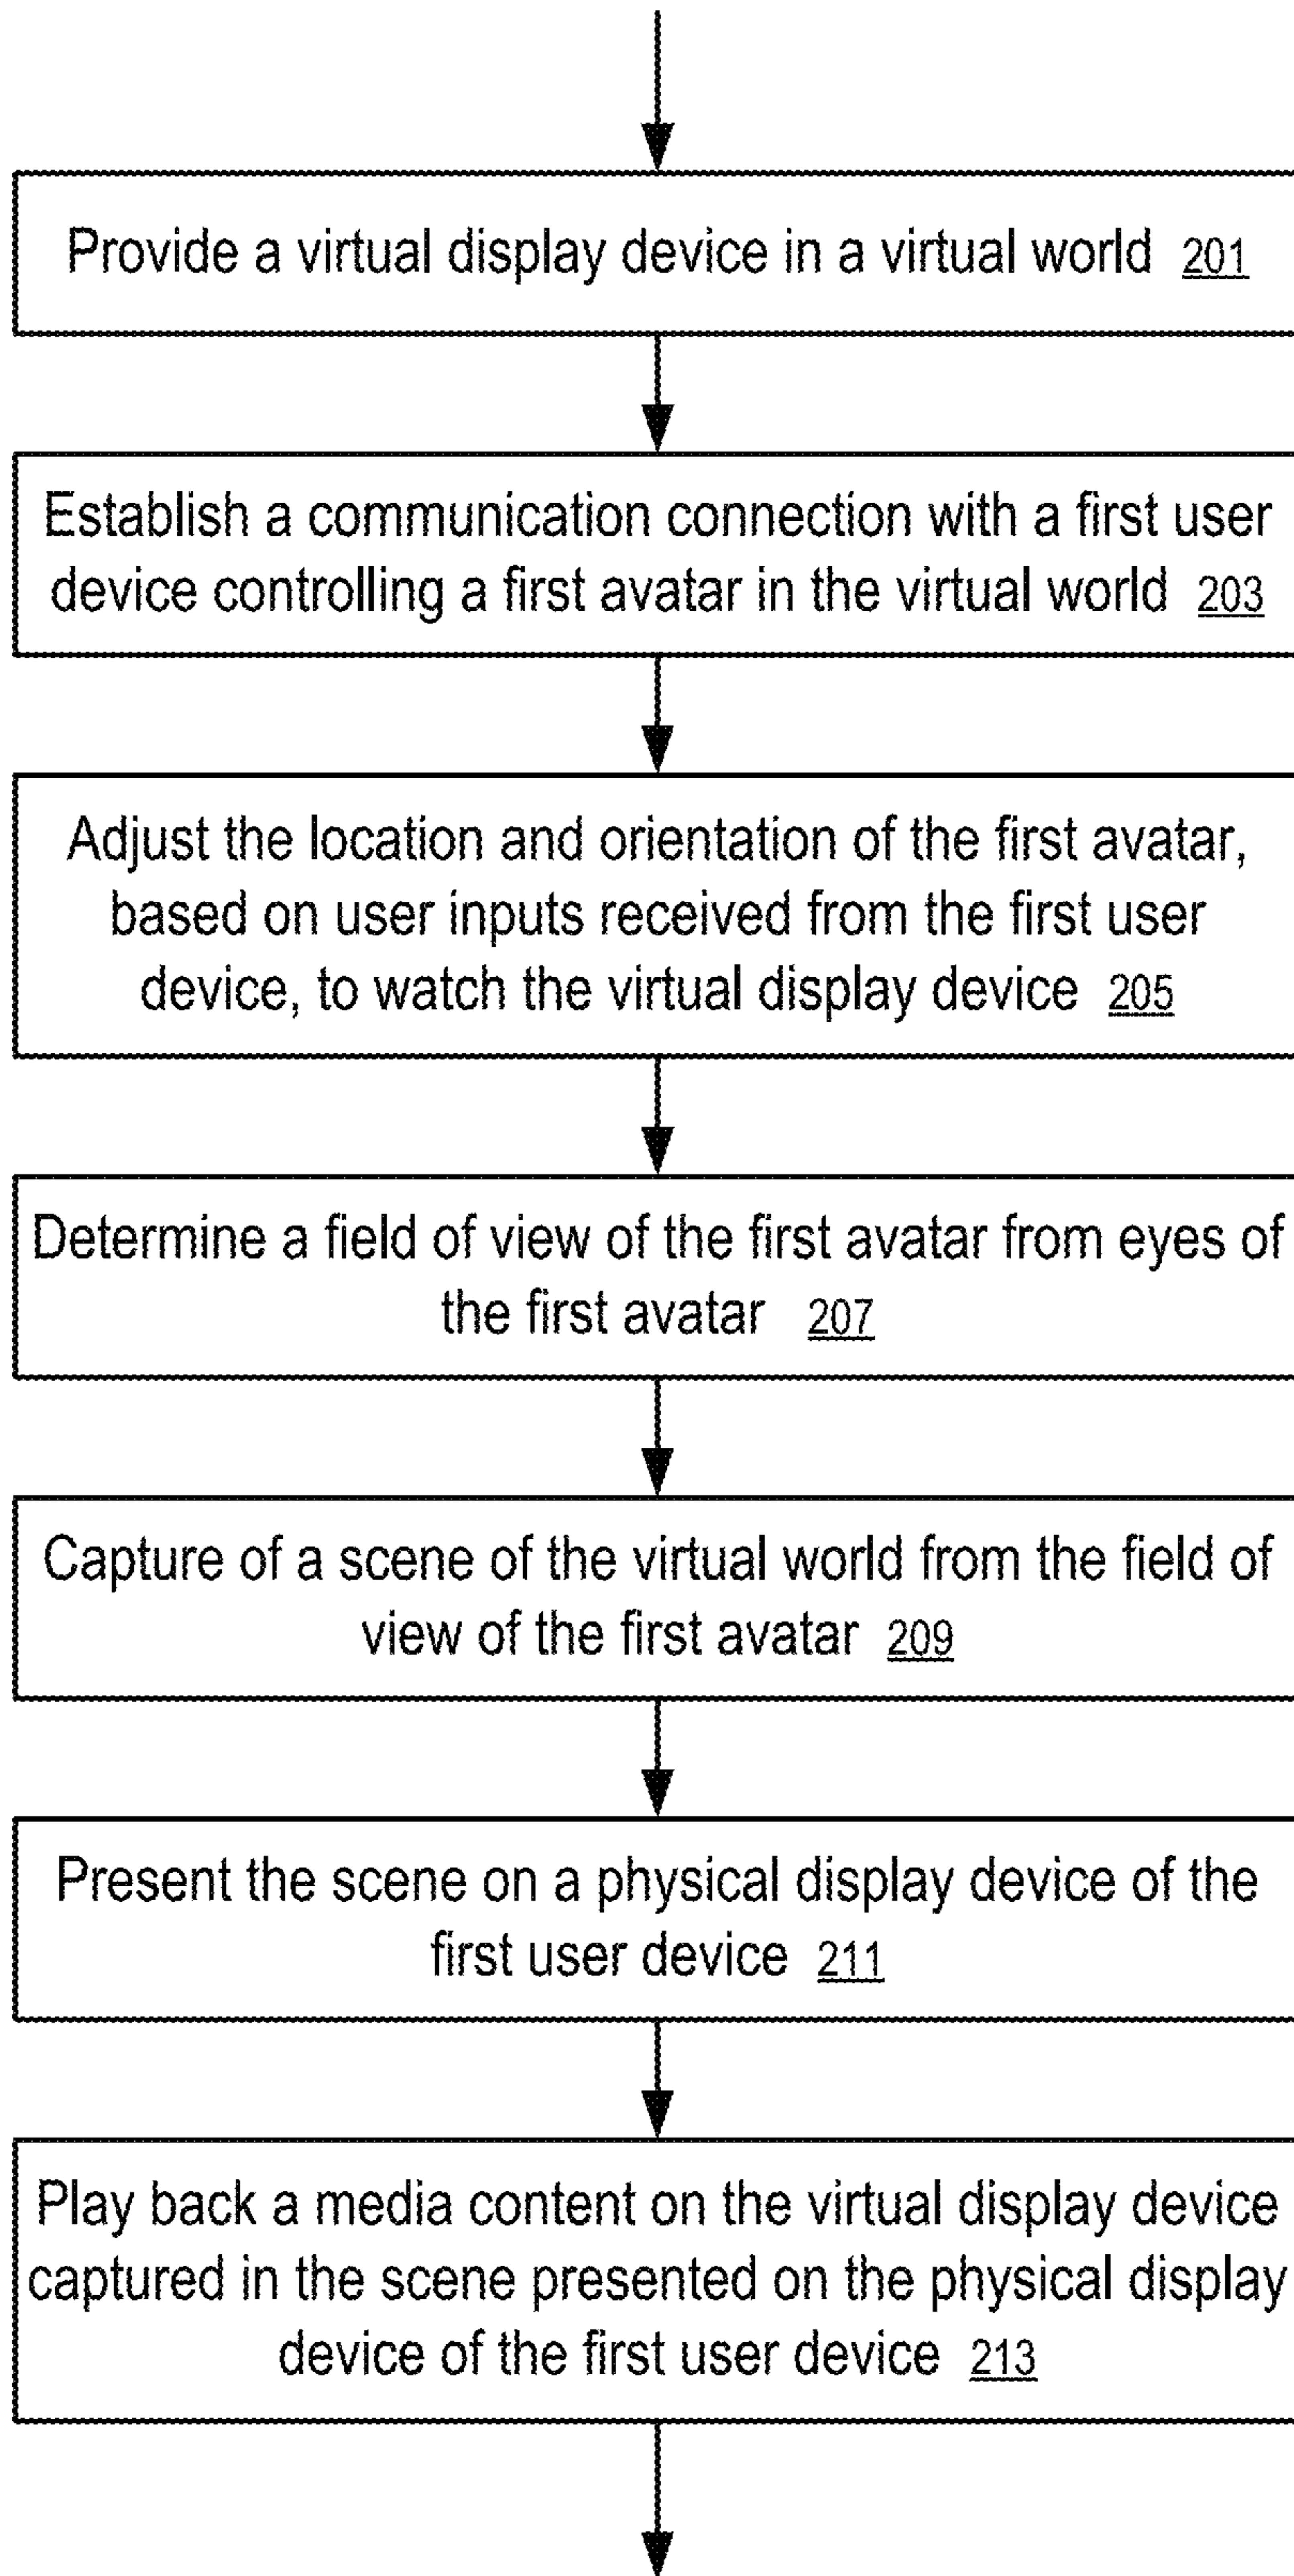 Provide a virtual display device in a virtual world 201
Establish a communication connection with a first user
device controlling a first avatar in the virtual world 203
Adjust the location and orientation of the first avatar,
based on user inputs received from the first user
device, to watch the virtual display device 205
Determine a field of view of the first avatar from eyes of
the first avatar 207
Capture of a scene of the virtual world from the field of
view of the first avatar 209
Present the scene on a physical display device of the
first user device 211
Play back a media content on the virtual display device
captured in the scene presented on the physical display
device of the first user device 213